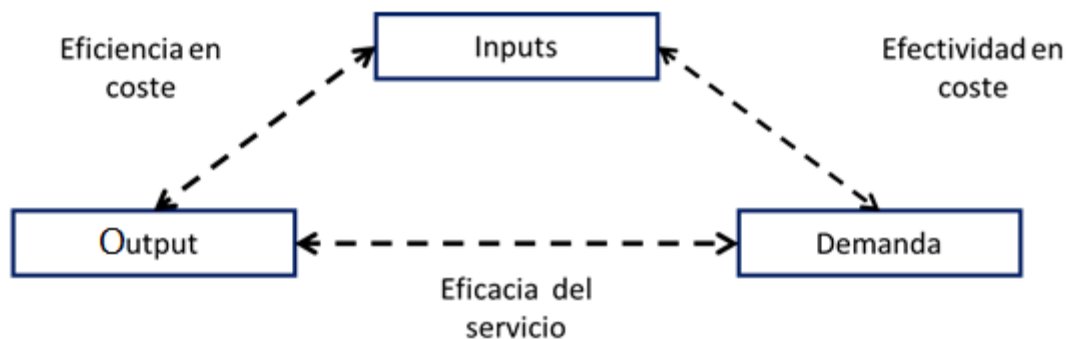 Eficiencia en
coste
Inputs
Efectividad en
coste
Output
Demanda
Eficacia del
servicio